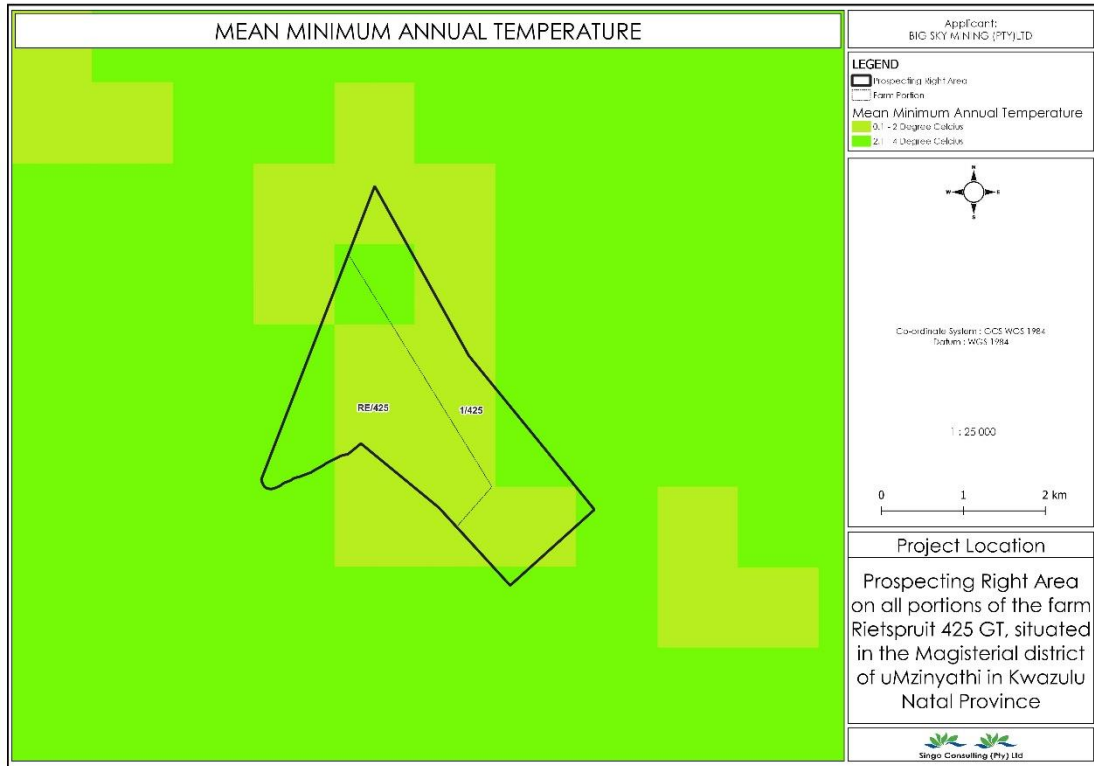 MEAN MINIMUM ANNUAL TEMPERATURE
RE/425
1/425
Applicant:
BIG SKY MINING (PTY)LTD
LEGEND
Prospecting Right Area
Farm Portion
Mean Minimum Annual Temperature
0.1 - 2 Degree Celcius
2.1 - 4 Degree Celcius
N
W
E
S
Co-ordinate System : GCS WGS 1984
Datum : WGS 1984
1 : 25 000
0 1 2 km
Project Location
Prospecting Right Area
on all portions of the farm
Rietspruit 425 GT, situated
in the Magisterial district
of uMzinyathi in Kwazulu
Natal Province
Singo Consulting (Pty) Ltd